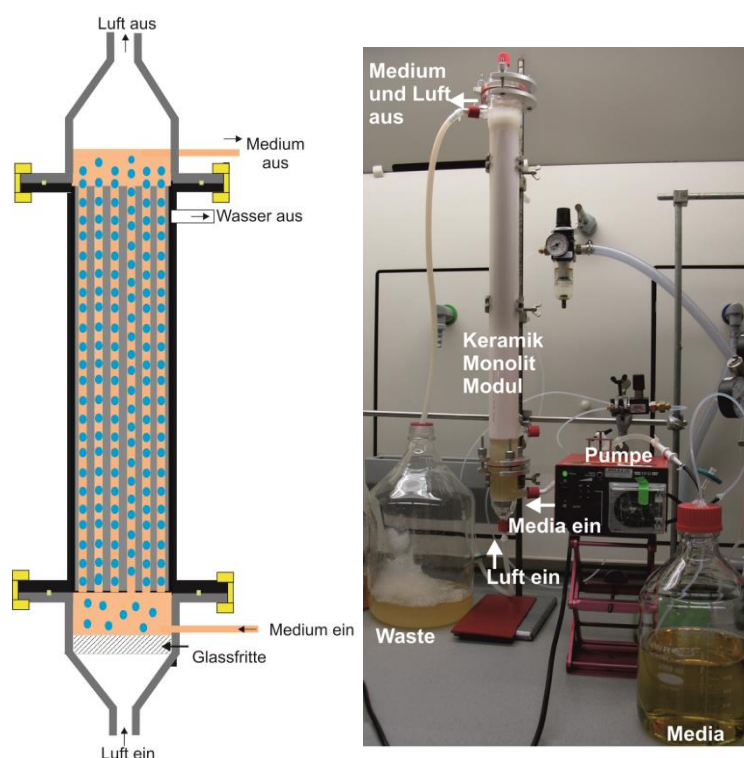 Luft aus
Medium
aus
Wasser aus
Medium ein
Glassfritte
Luft ein
Medium
und Luft
aus
Keramik
Monolit
Modul
Pumpe
Media ein
Luft ein
Waste
Media